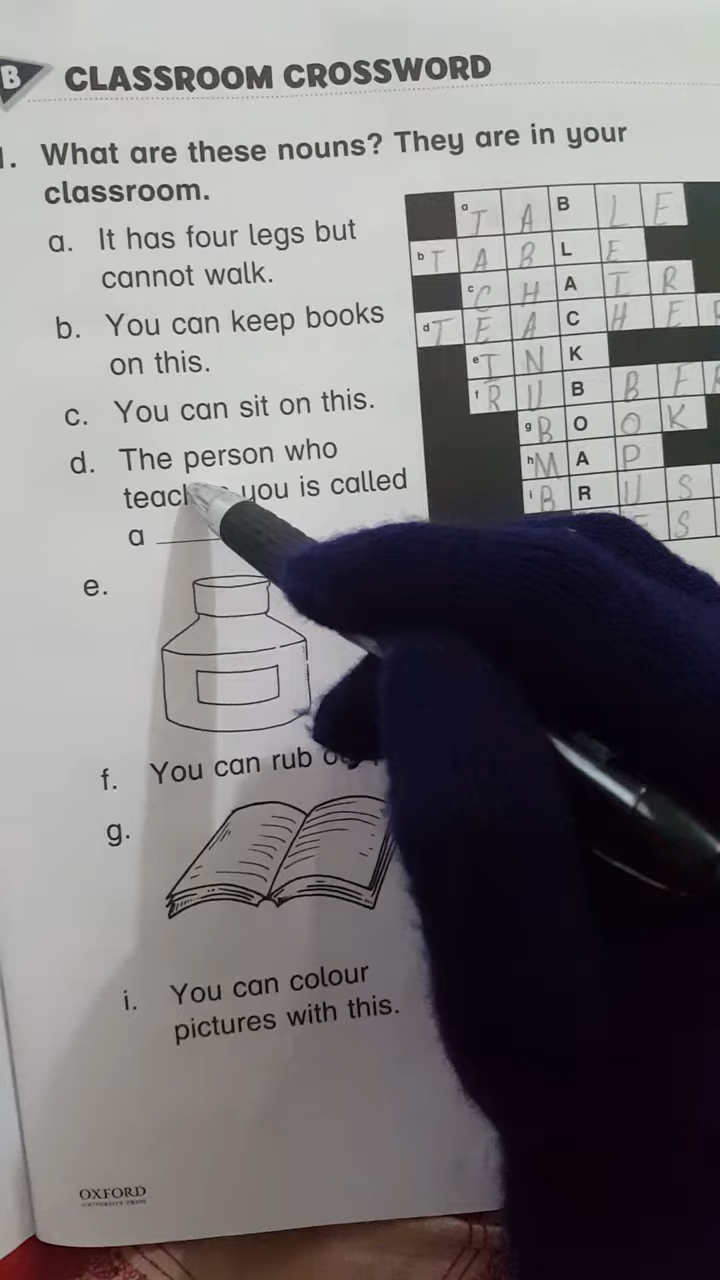 B CLASSROOM CROSSWORD
1. What are these nouns? They are in your
classroom.
a. It has four legs but
cannot walk.
b. You can keep books
on this.
c. You can sit on this.
d. The person who
you is called
a
e.
f. You can rub
g.
i. You can colour
pictures with this.
a T A B L E
b T A B L E
c C H A I R
d T E A C H E R
e I N K
f R U B B E R
g B O O K
h M A P
i B R U S
S
OXFORD
UNIVERSITY PRESS